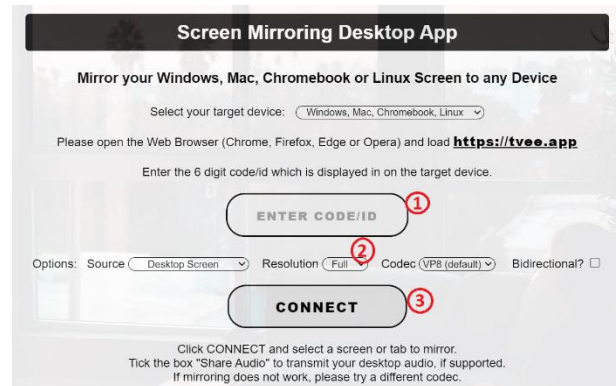 Screen Mirroring Desktop App
Mirror your Windows, Mac, Chromebook or Linux Screen to any Device
Select your target device: Windows, Mac, Chromebook, Linux
Please open the Web Browser (Chrome, Firefox, Edge or Opera) and load https://tvee.app
Enter the 6 digit code/id which is displayed in on the target device.
ENTER CODE/ID 1
2
Options: Source Desktop Screen Resolution Full Codec VP8 (default) Bidirectional?
CONNECT 3
Click CONNECT and select a screen or tab to mirror.
Tick the box "Share Audio" to transmit your desktop audio, if supported.
If mirroring does not work, please try a different codec.